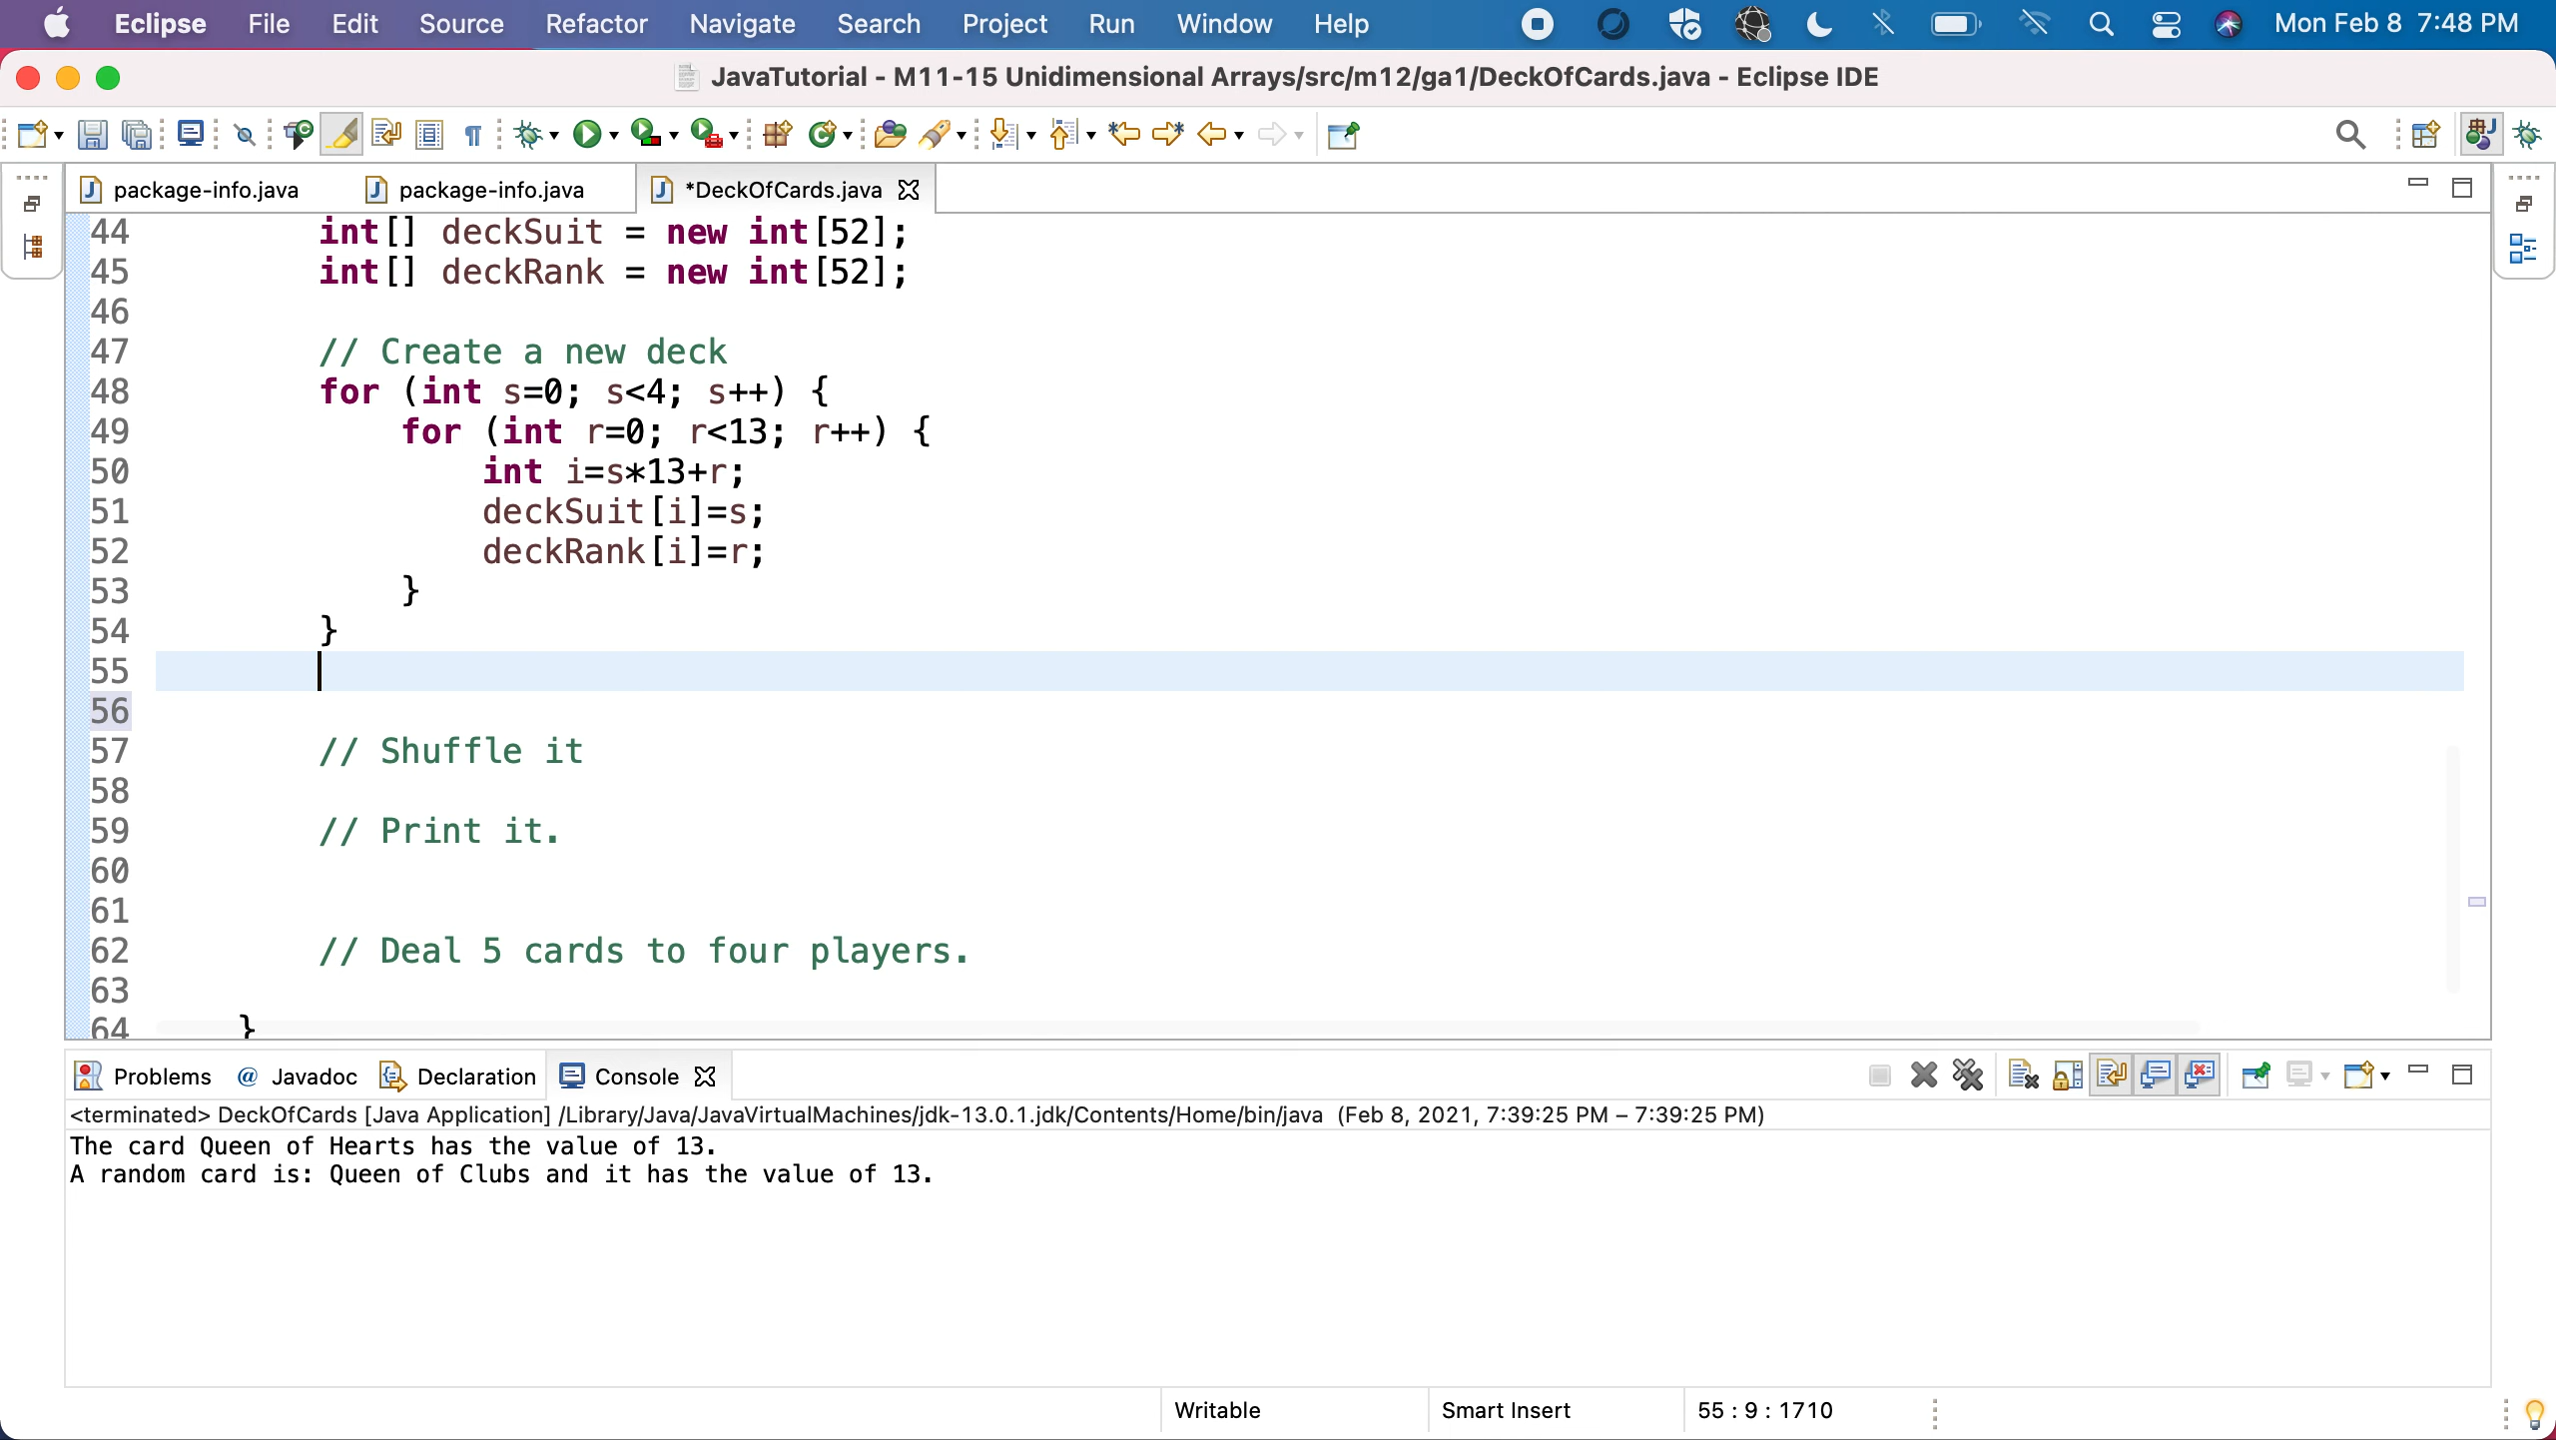 Eclipse File Edit Source Refactor Navigate Search Project Run Window Help Mon Feb 8 7:48 PM
JavaTutorial - M11-15 Unidimensional Arrays/src/m12/ga1/DeckOfCards.java - Eclipse IDE
package-info.java package-info.java *DeckOfCards.java
44 int[] deckSuit = new int[52];
45 int[] deckRank = new int[52];
46
47 // Create a new deck
48 for (int s=0; s<4; s++) {
49 for (int r=0; r<13; r++) {
50 int i=s*13+r;
51 deckSuit[i]=s;
52 deckRank[i]=r;
53 }
54 }
55
56
57 // Shuffle it
58
59 // Print it.
60
61
62 // Deal 5 cards to four players.
63
64 }
Problems @ Javadoc Declaration Console
<terminated> DeckOfCards [Java Application] /Library/Java/JavaVirtualMachines/jdk-13.0.1.jdk/Contents/Home/bin/java (Feb 8, 2021, 7:39:25 PM – 7:39:25 PM)
The card Queen of Hearts has the value of 13.
A random card is: Queen of Clubs and it has the value of 13.
Writable Smart Insert 55 : 9 : 1710